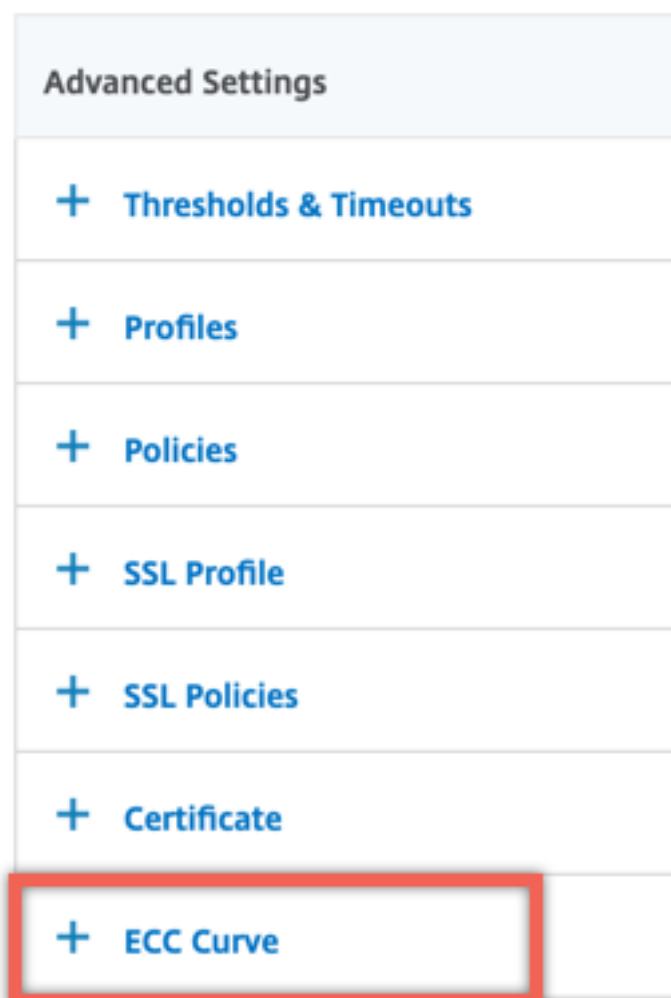 Advanced Settings
+ Thresholds & Timeouts
+ Profiles
+ Policies
+ SSL Profile
+ SSL Policies
+ Certificate
+ ECC Curve